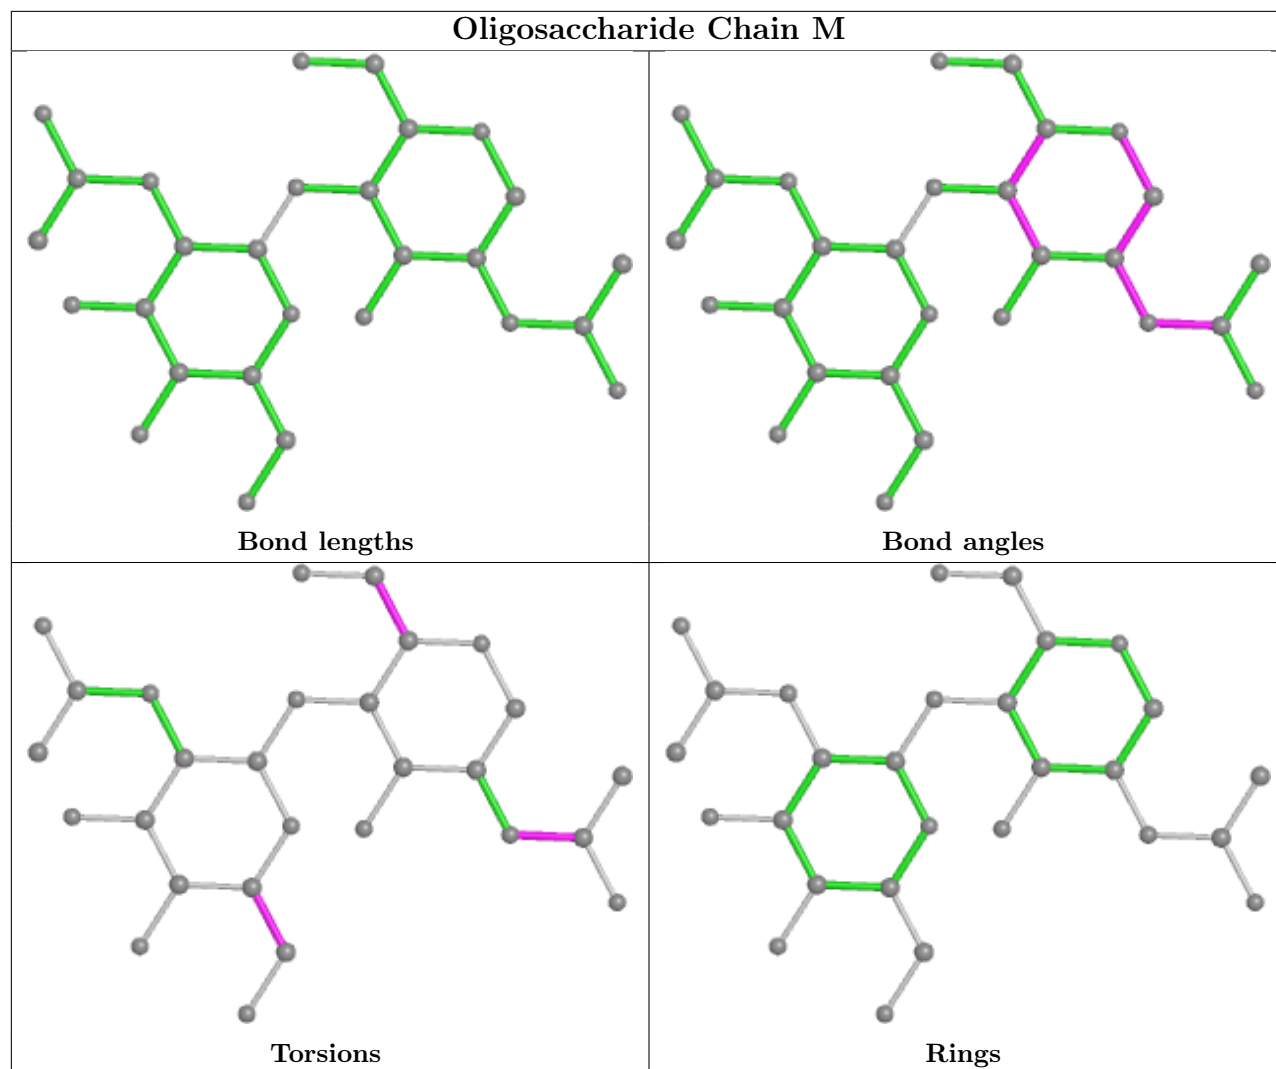 Oligosaccharide Chain M
Bond lengths
Bond angles
Torsions
Rings